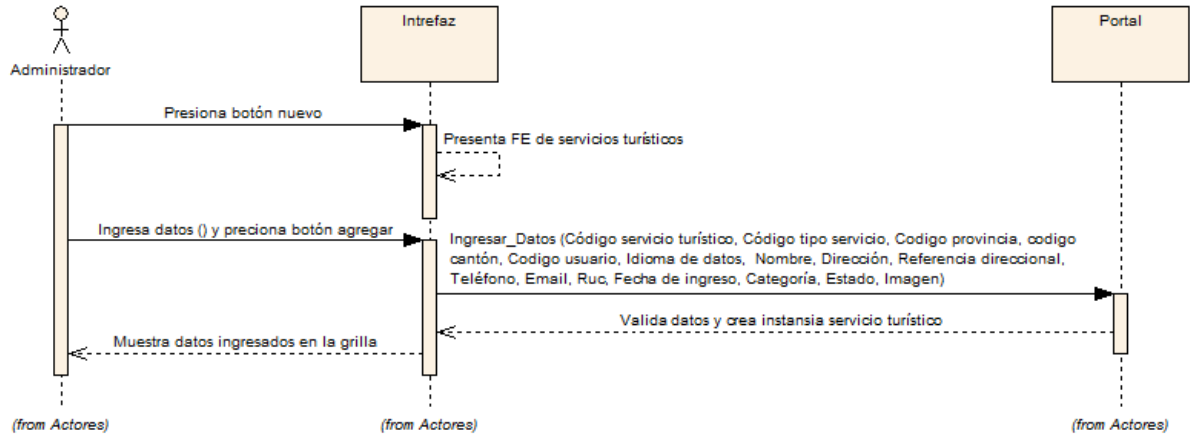 Intrefaz
Portal
Administrador
Presiona botón nuevo
Presenta FE de servicios turísticos
Ingresa datos () y preciona botón agregar
Ingresar_Datos (Código servicio turístico, Código tipo servicio, Codigo provincia, codigo
cantón, Codigo usuario, Idioma de datos, Nombre, Dirección, Referencia direccional,
Teléfono, Email, Ruc, Fecha de ingreso, Categoría, Estado, Imagen)
Valida datos y crea instansia servicio turístico
Muestra datos ingresados en la grilla
(from Actores)
(from Actores)
(from Actores)